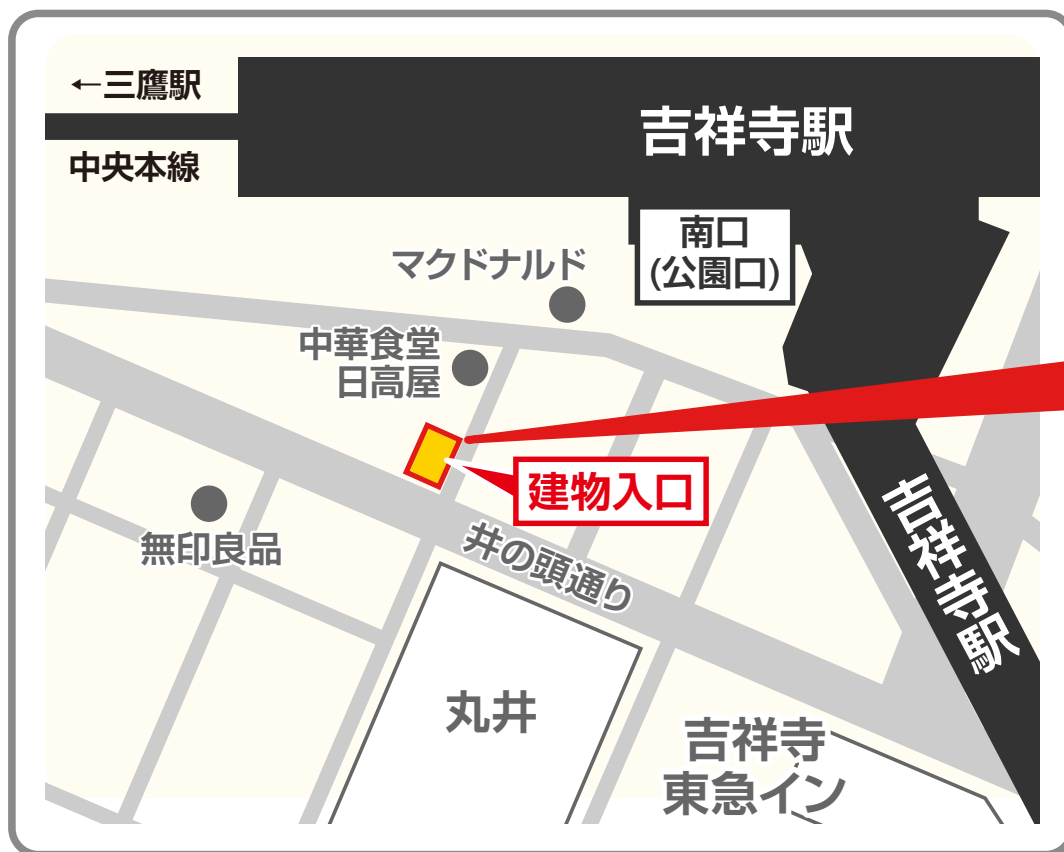 ←三鷹駅
中央本線
吉祥寺駅
南口
(公園口)
マクドナルド
中華食堂
日高屋
建物入口
無印良品
井の頭通り
吉祥寺駅
丸井
吉祥寺
東急イン